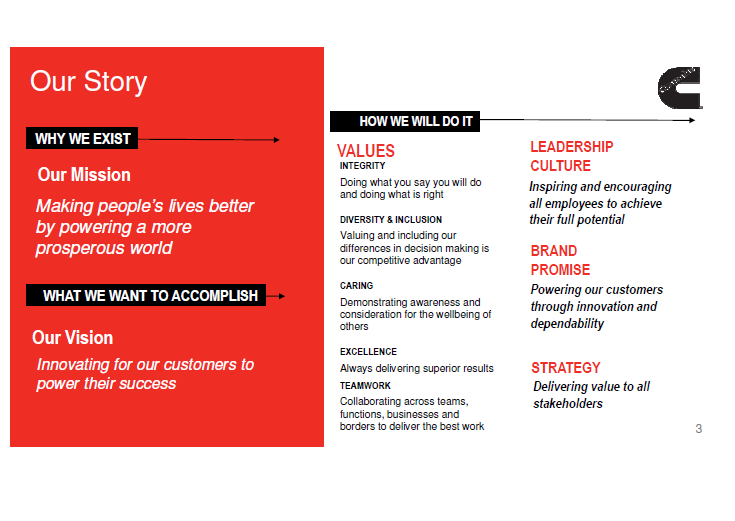 Our Story
WHY WE EXIST
Our Mission
Making people's lives better
by powering a more
prosperous world
WHAT WE WANT TO ACCOMPLISH
Our Vision
Innovating for our customers to
power their success
HOW WE WILL DO IT
VALUES
INTEGRITY
Doing what you say you will do
and doing what is right
DIVERSITY & INCLUSION
Valuing and including our
differences in decision making is
our competitive advantage
CARING
Demonstrating awareness and
consideration for the wellbeing of
others
EXCELLENCE
Always delivering superior results
TEAMWORK
Collaborating across teams,
functions, businesses and
borders to deliver the best work
LEADERSHIP
CULTURE
Inspiring and encouraging
all employees to achieve
their full potential
BRAND
PROMISE
Powering our customers
through innovation and
dependability
STRATEGY
Delivering value to all
stakeholders
3